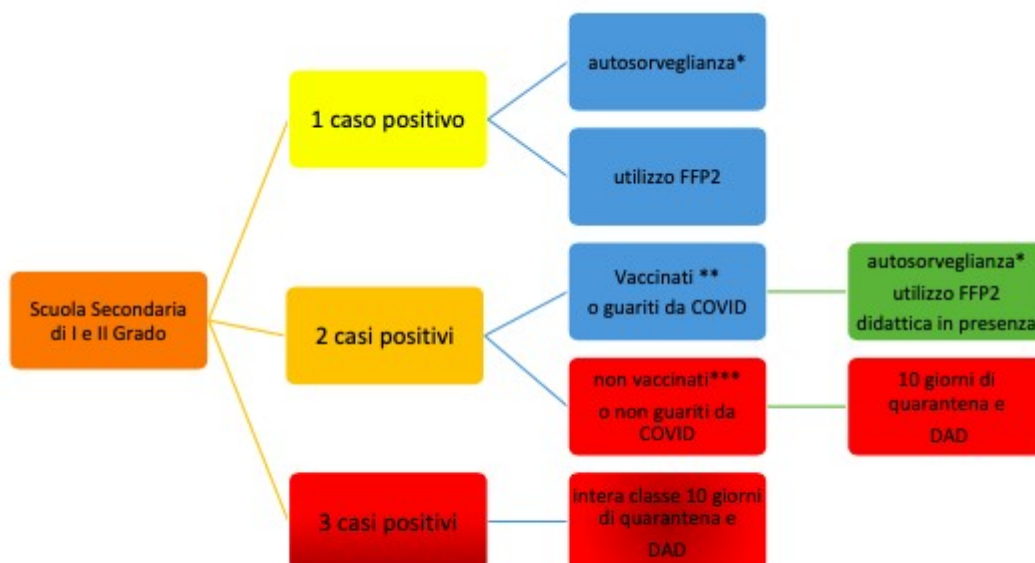 Scuola Secondaria
di I e II Grado
1 caso positivo
autosorveglianza*
utilizzo FFP2
2 casi positivi
Vaccinati **
o guariti da COVID
autosorveglianza*
utilizzo FFP2
didattica in presenza
non vaccinati***
o non guariti da
COVID
10 giorni di
quarantena e
DAD
3 casi positivi
intera classe 10 giorni
di quarantena e
DAD